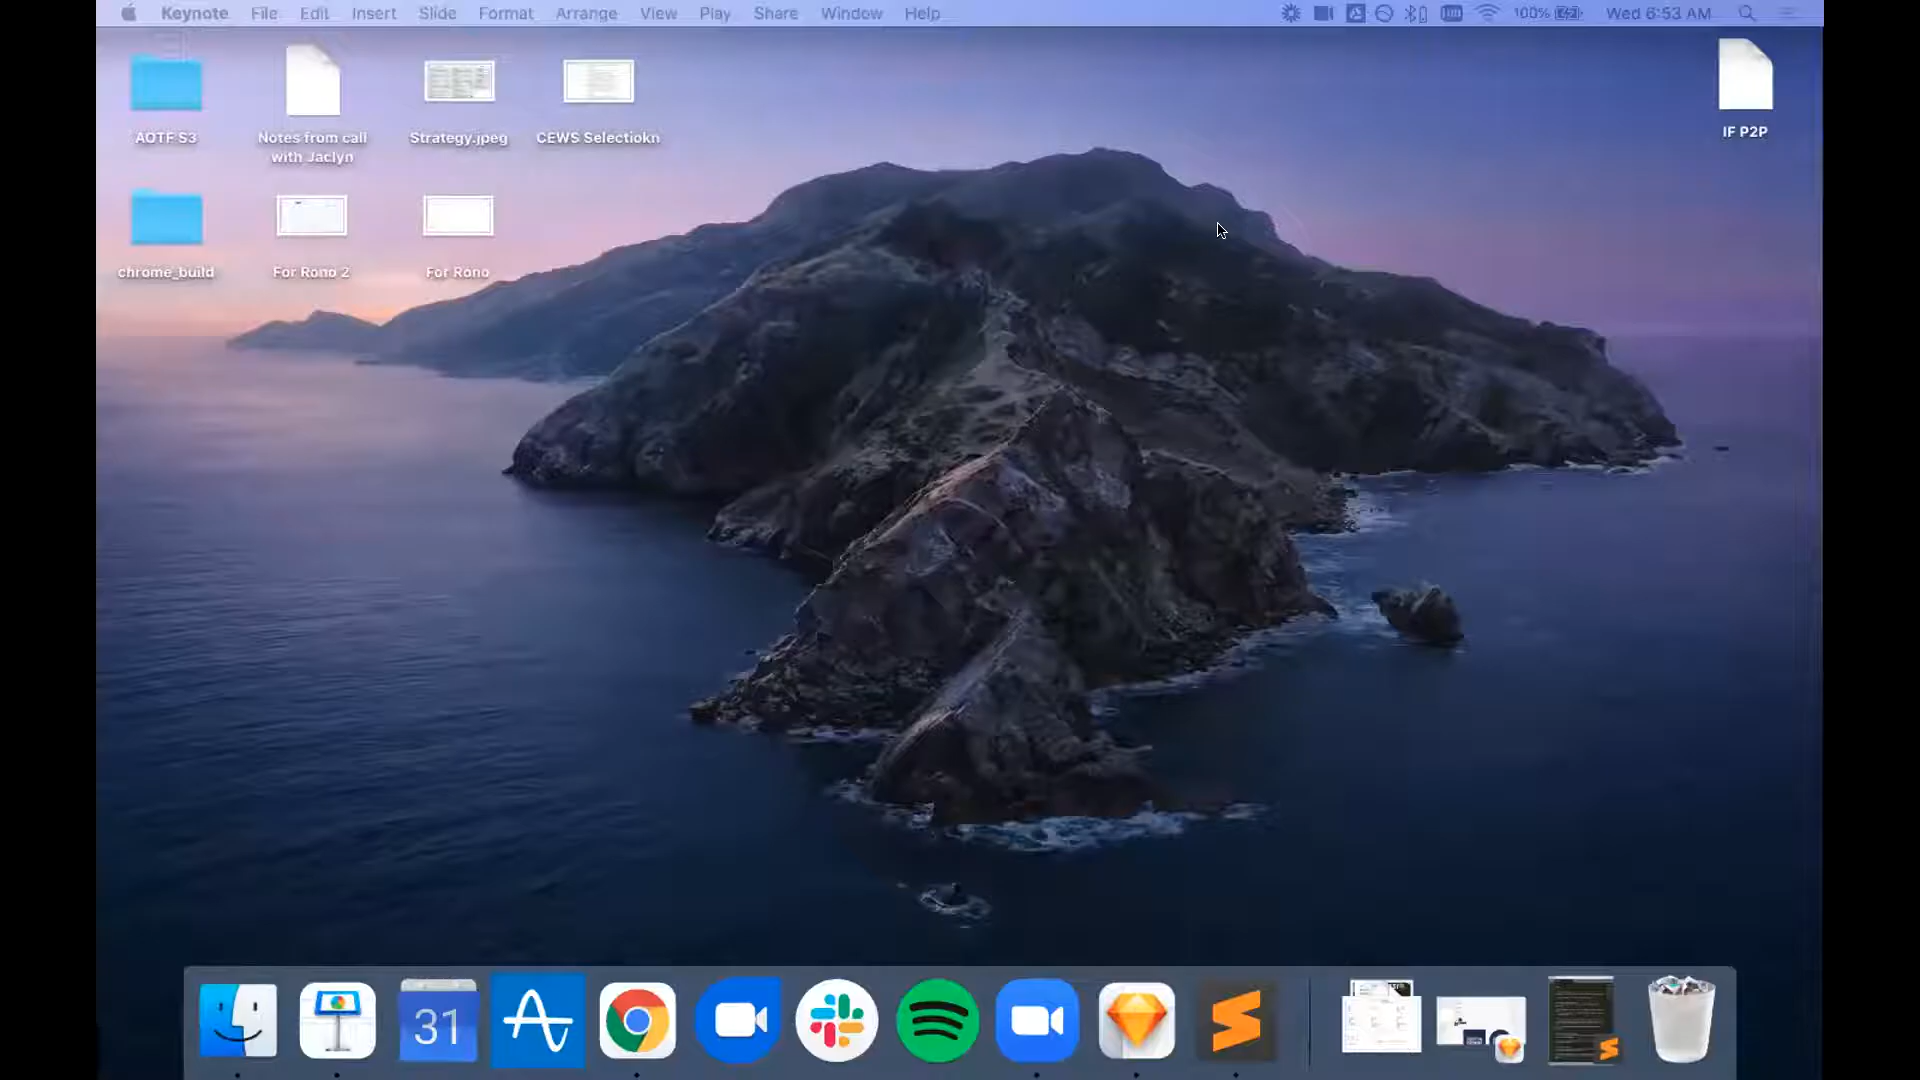 Keynote File Edit Insert Slide Format Arrange View Play Share Window Help 100% Wed 6:53 AM
AOTF S3
Notes from call
with Jaclyn
Strategy.jpeg
CEWS Selectiokn
IF P2P
chrome_build
For Rono 2
For Rono
31